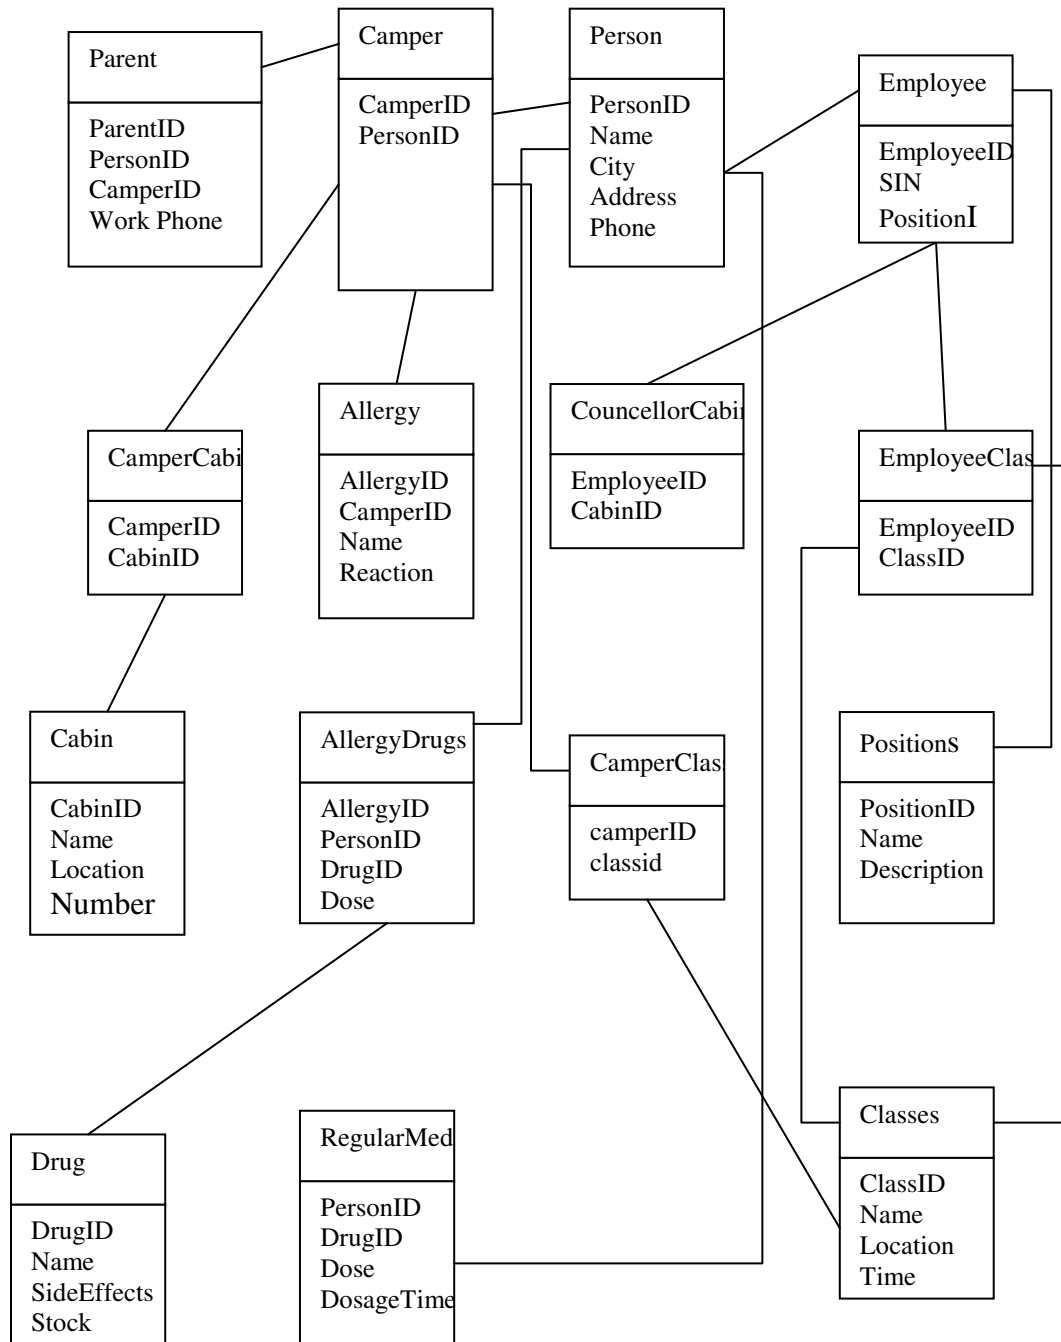 Parent
ParentID
PersonID
CamperID
Work Phone
Camper
CamperID
PersonID
Person
PersonID
Name
City
Address
Phone
Employee
EmployeeID
SIN
PositionI
CamperCabi
CamperID
CabinID
Allergy
AllergyID
CamperID
Name
Reaction
CouncellorCabin
EmployeeID
CabinID
EmployeeClas
EmployeeID
ClassID
Cabin
CabinID
Name
Location
Number
AllergyDrugs
AllergyID
PersonID
DrugID
Dose
CamperClas
camperID
classid
Positions
PositionID
Name
Description
Drug
DrugID
Name
SideEffects
Stock
RegularMed
PersonID
DrugID
Dose
DosageTime
Classes
ClassID
Name
Location
Time